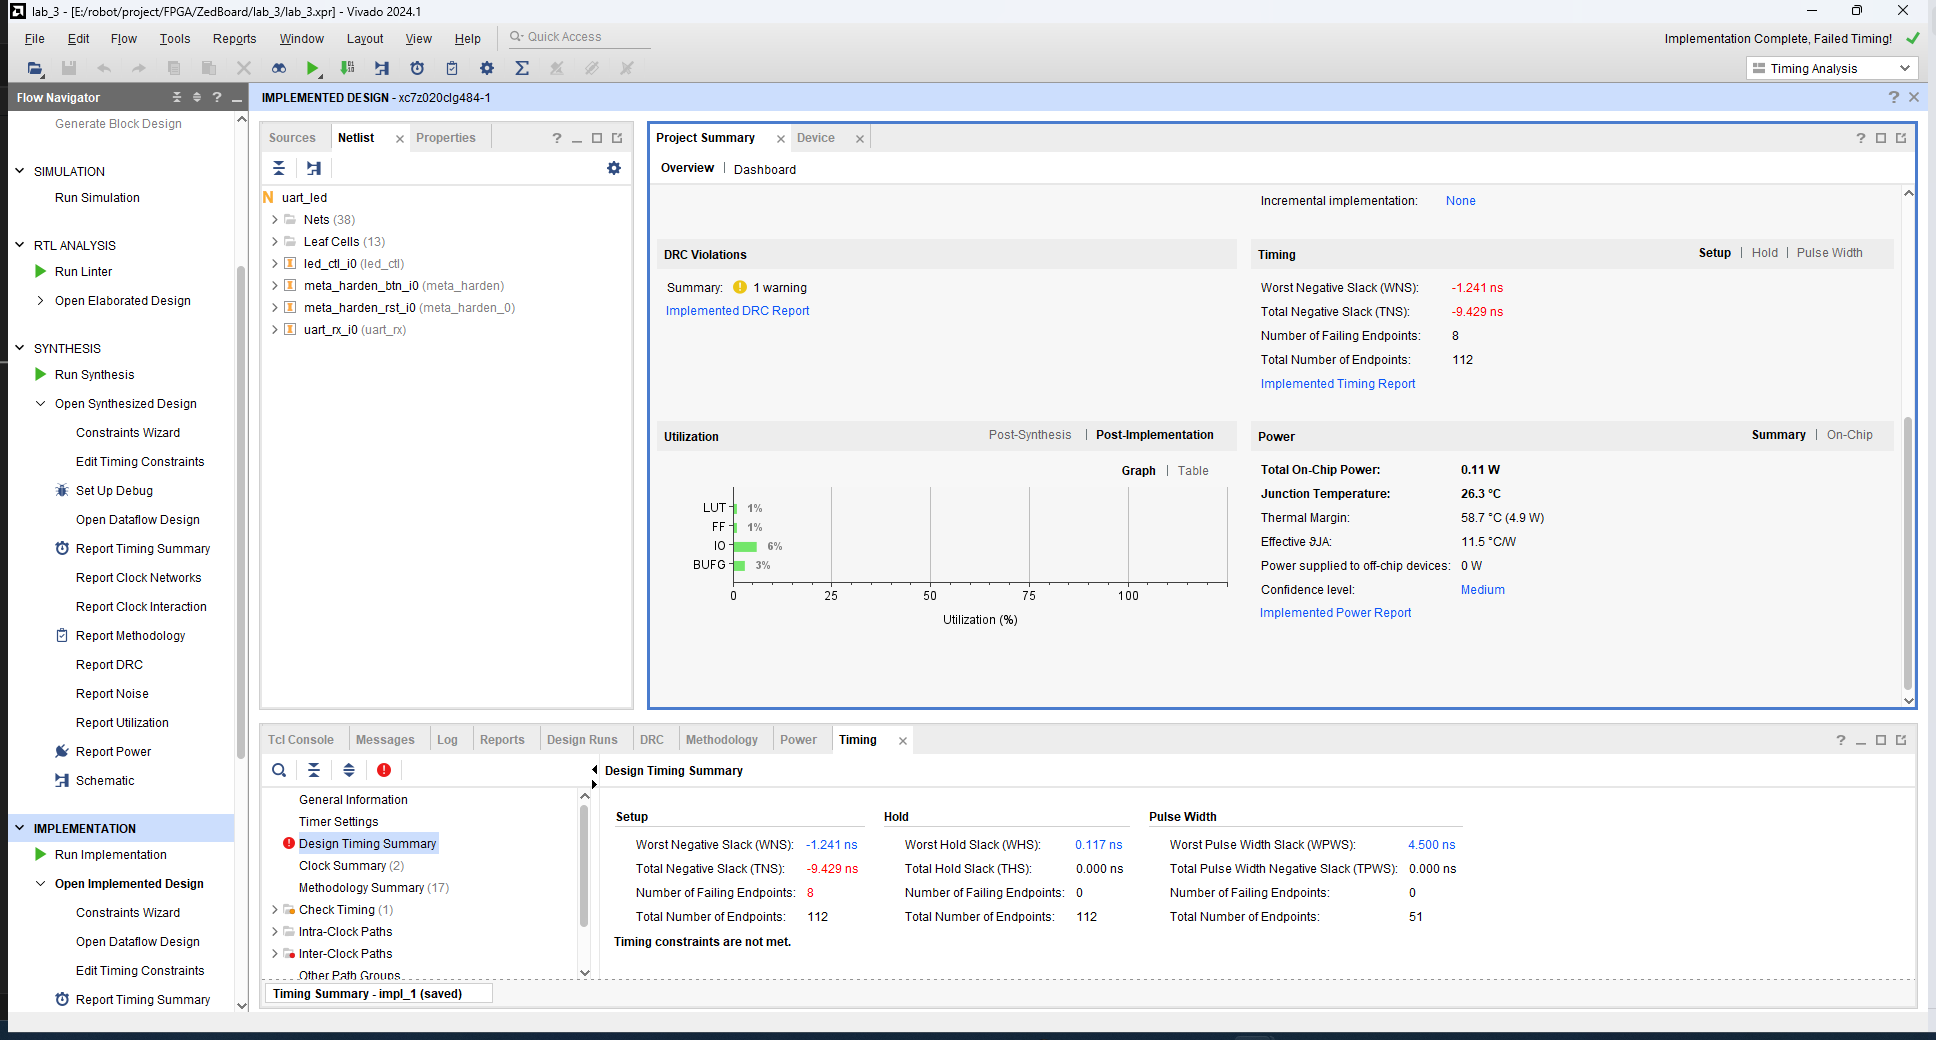 lab_3 - [E:/robot/project/FPGA/ZedBoard/lab_3/lab_3.xpr] - Vivado 2024.1
File Edit Flow Tools Reports Window Layout View Help Quick Access
Implementation Complete, Failed Timing!
Timing Analysis
Flow Navigator
IMPLEMENTED DESIGN - xc7z020clg484-1
Generate Block Design
SIMULATION
Run Simulation
RTL ANALYSIS
Run Linter
Open Elaborated Design
SYNTHESIS
Run Synthesis
Open Synthesized Design
Constraints Wizard
Edit Timing Constraints
Set Up Debug
Open Dataflow Design
Report Timing Summary
Report Clock Networks
Report Clock Interaction
Report Methodology
Report DRC
Report Noise
Report Utilization
Report Power
Schematic
IMPLEMENTATION
Run Implementation
Open Implemented Design
Constraints Wizard
Open Dataflow Design
Edit Timing Constraints
Report Timing Summary
Sources Netlist Properties
uart_led
Nets (38)
Leaf Cells (13)
led_ctl_i0 (led_ctl)
meta_harden_btn_i0 (meta_harden)
meta_harden_rst_i0 (meta_harden_0)
uart_rx_i0 (uart_rx)
Project Summary Device
Overview | Dashboard
Incremental implementation: None
DRC Violations
Summary: 1 warning
Implemented DRC Report
Timing Setup | Hold | Pulse Width
Worst Negative Slack (WNS): -1.241 ns
Total Negative Slack (TNS): -9.429 ns
Number of Failing Endpoints: 8
Total Number of Endpoints: 112
Implemented Timing Report
Utilization Post-Synthesis | Post-Implementation
Graph | Table
LUT 1%
FF 1%
IO 6%
BUFG 3%
0 25 50 75 100
Utilization (%)
Power Summary | On-Chip
Total On-Chip Power: 0.11 W
Junction Temperature: 26.3 °C
Thermal Margin: 58.7 °C (4.9 W)
Effective ϑJA: 11.5 °C/W
Power supplied to off-chip devices: 0 W
Confidence level: Medium
Implemented Power Report
Tcl Console Messages Log Reports Design Runs DRC Methodology Power Timing
General Information
Timer Settings
Design Timing Summary
Clock Summary (2)
Methodology Summary (17)
Check Timing (1)
Intra-Clock Paths
Inter-Clock Paths
Other Path Groups
Design Timing Summary
Setup
Worst Negative Slack (WNS): -1.241 ns
Total Negative Slack (TNS): -9.429 ns
Number of Failing Endpoints: 8
Total Number of Endpoints: 112
Hold
Worst Hold Slack (WHS): 0.117 ns
Total Hold Slack (THS): 0.000 ns
Number of Failing Endpoints: 0
Total Number of Endpoints: 112
Pulse Width
Worst Pulse Width Slack (WPWS): 4.500 ns
Total Pulse Width Negative Slack (TPWS): 0.000 ns
Number of Failing Endpoints: 0
Total Number of Endpoints: 51
Timing constraints are not met.
Timing Summary - impl_1 (saved)